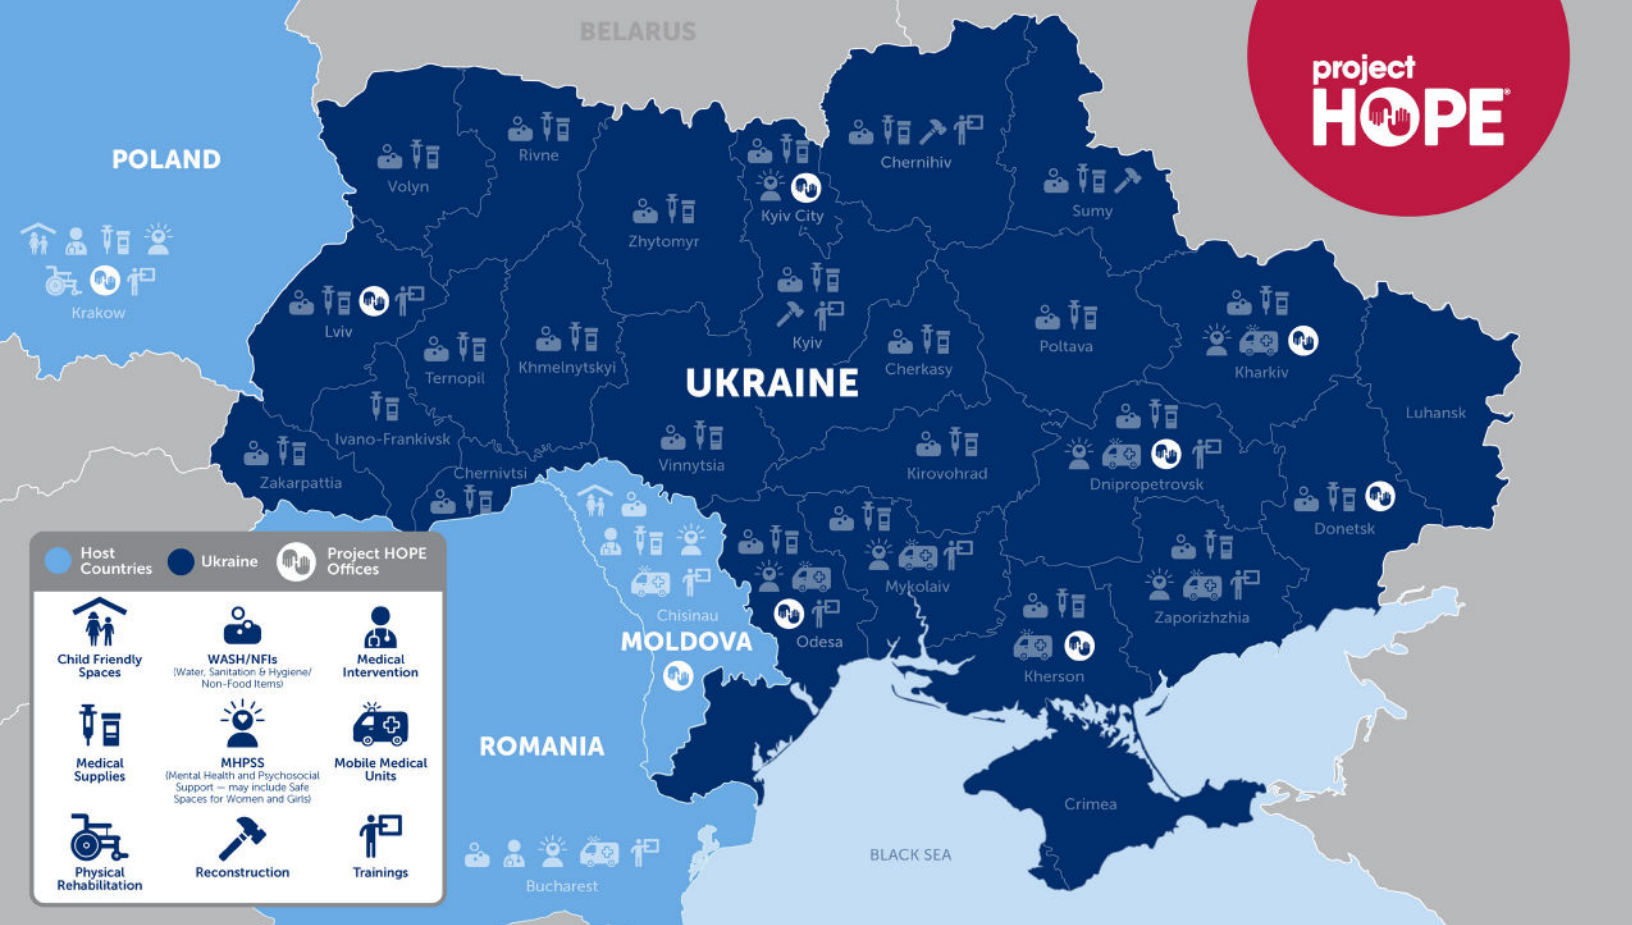 BELARUS
project
HOPE®
POLAND
Rivne
Volyn
Chernihiv
Sumy
Kyiv City
Zhytomyr
Krakow
Lviv
Kyiv
Poltava
Khmelnytskyi
Cherkasy
Kharkiv
Ternopil
UKRAINE
Luhansk
Ivano-Frankivsk
Vinnytsia
Kirovohrad
Chernivtsi
Zakarpattia
Dnipropetrovsk
Donetsk
Host
Countries
Ukraine
Project HOPE
Offices
Mykolaiv
Chisinau
Zaporizhzhia
MOLDOVA
Odesa
Kherson
Child Friendly
Spaces
WASH/NFIs
(Water, Sanitation & Hygiene/
Non-Food Items)
Medical
Intervention
ROMANIA
Medical
Supplies
MHPSS
(Mental Health and Psychosocial
Support — may include Safe
Spaces for Women and Girls)
Mobile Medical
Units
Crimea
BLACK SEA
Physical
Rehabilitation
Reconstruction
Trainings
Bucharest